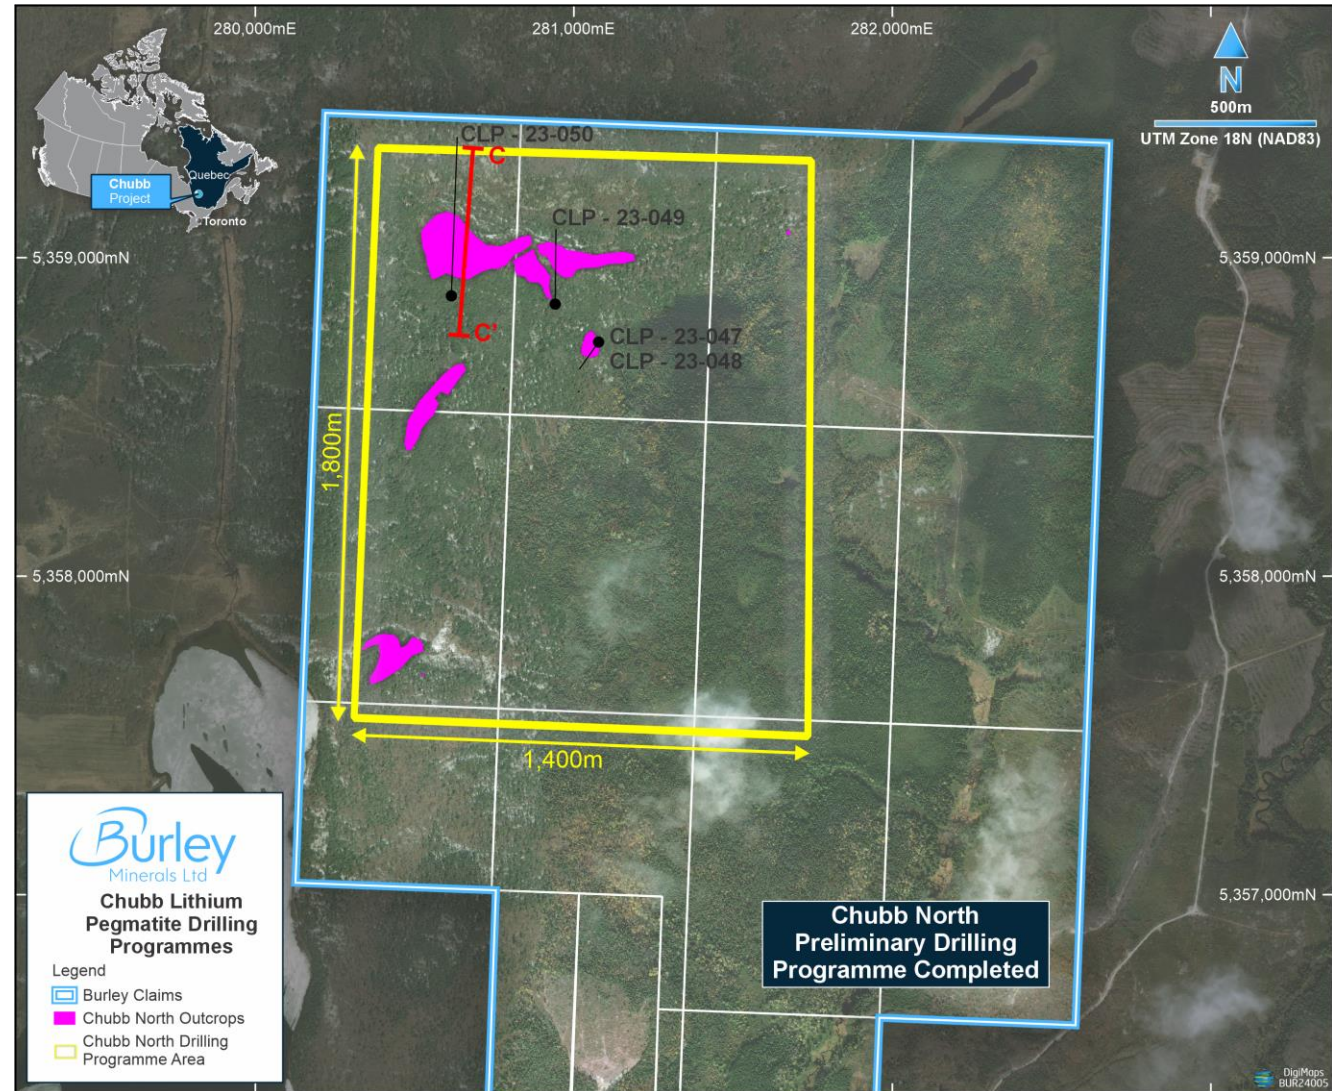 280,000mE
281,000mE
282,000mE
N
500m
UTM Zone 18N (NAD83)
Quebec
Chubb
Project
Toronto
CLP - 23-050
C
CLP - 23-049
5,359,000mN
5,359,000mN
C'
CLP - 23-047
CLP - 23-048
1,800m
5,358,000mN
5,358,000mN
1,400m
5,357,000mN
Burley
Minerals Ltd
Chubb Lithium
Pegmatite Drilling
Programmes
Legend
Burley Claims
Chubb North Outcrops
Chubb North Drilling
Programme Area
Chubb North
Preliminary Drilling
Programme Completed
DigiMaps